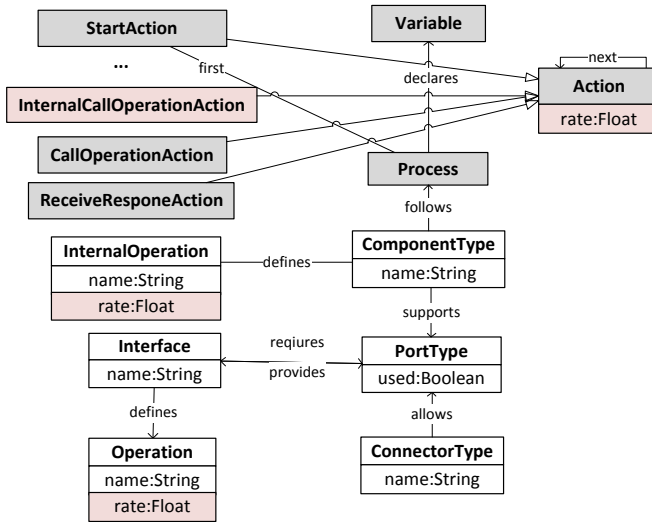 StartAction
Variable
...
first
declares
next
Action
rate:Float
InternalCallOperationAction
CallOperationAction
ReceiveResponeAction
Process
follows
InternalOperation
name:String
rate:Float
defines
ComponentType
name:String
supports
Interface
name:String
reqiures
provides
PortType
used:Boolean
defines
allows
Operation
name:String
rate:Float
ConnectorType
name:String